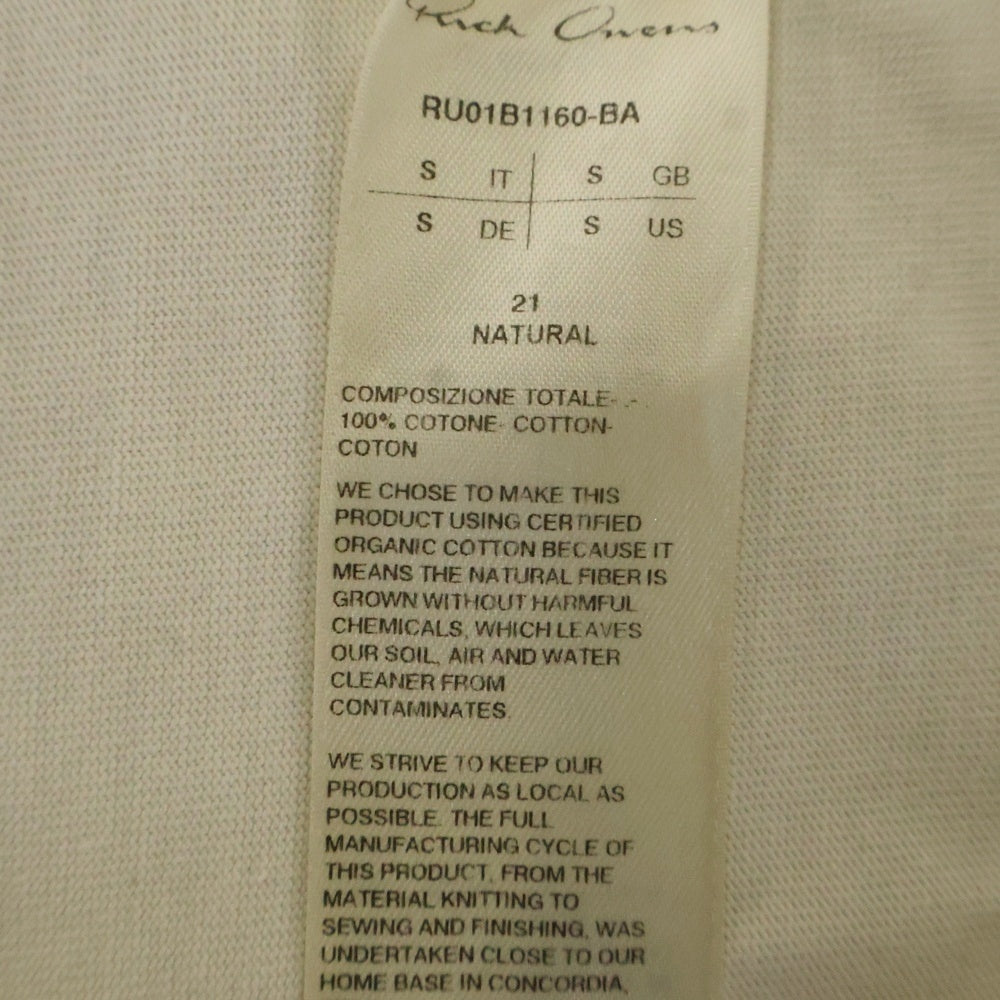 Rick Owens
RU01B1160-BA
S IT S GB
S DE S US
21
NATURAL
COMPOSIZIONE TOTALE- -
100% COTONE- COTTON-
COTON
WE CHOSE TO MAKE THIS
PRODUCT USING CERTIFIED
ORGANIC COTTON BECAUSE IT
MEANS THE NATURAL FIBER IS
GROWN WITHOUT HARMFUL
CHEMICALS, WHICH LEAVES
OUR SOIL, AIR AND WATER
CLEANER FROM
CONTAMINATES.
WE STRIVE TO KEEP OUR
PRODUCTION AS LOCAL AS
POSSIBLE. THE FULL
MANUFACTURING CYCLE OF
THIS PRODUCT, FROM THE
MATERIAL KNITTING TO
SEWING AND FINISHING, WAS
UNDERTAKEN CLOSE TO OUR
HOME BASE IN CONCORDIA,